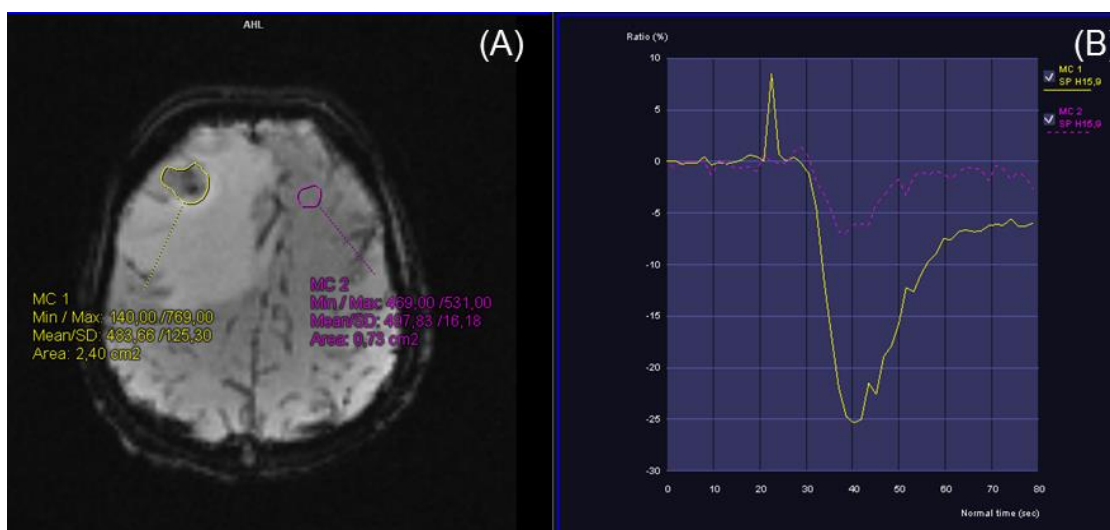 AHL
(A)
MC 1
Min / Max: 140,00 /769,00
Mean/SD: 483,66 /125,30
Area: 2,40 cm2
MC 2
Min / Max: 469,00 /531,00
Mean/SD: 497,83 /16,18
Area: 0,73 cm2
(B)
Ratio (%)
10
5
0
-5
-10
-15
-20
-25
-30
0 10 20 30 40 50 60 70 80
Normal time (sec)
MC 1
SP H15,9
MC 2
SP H15,9